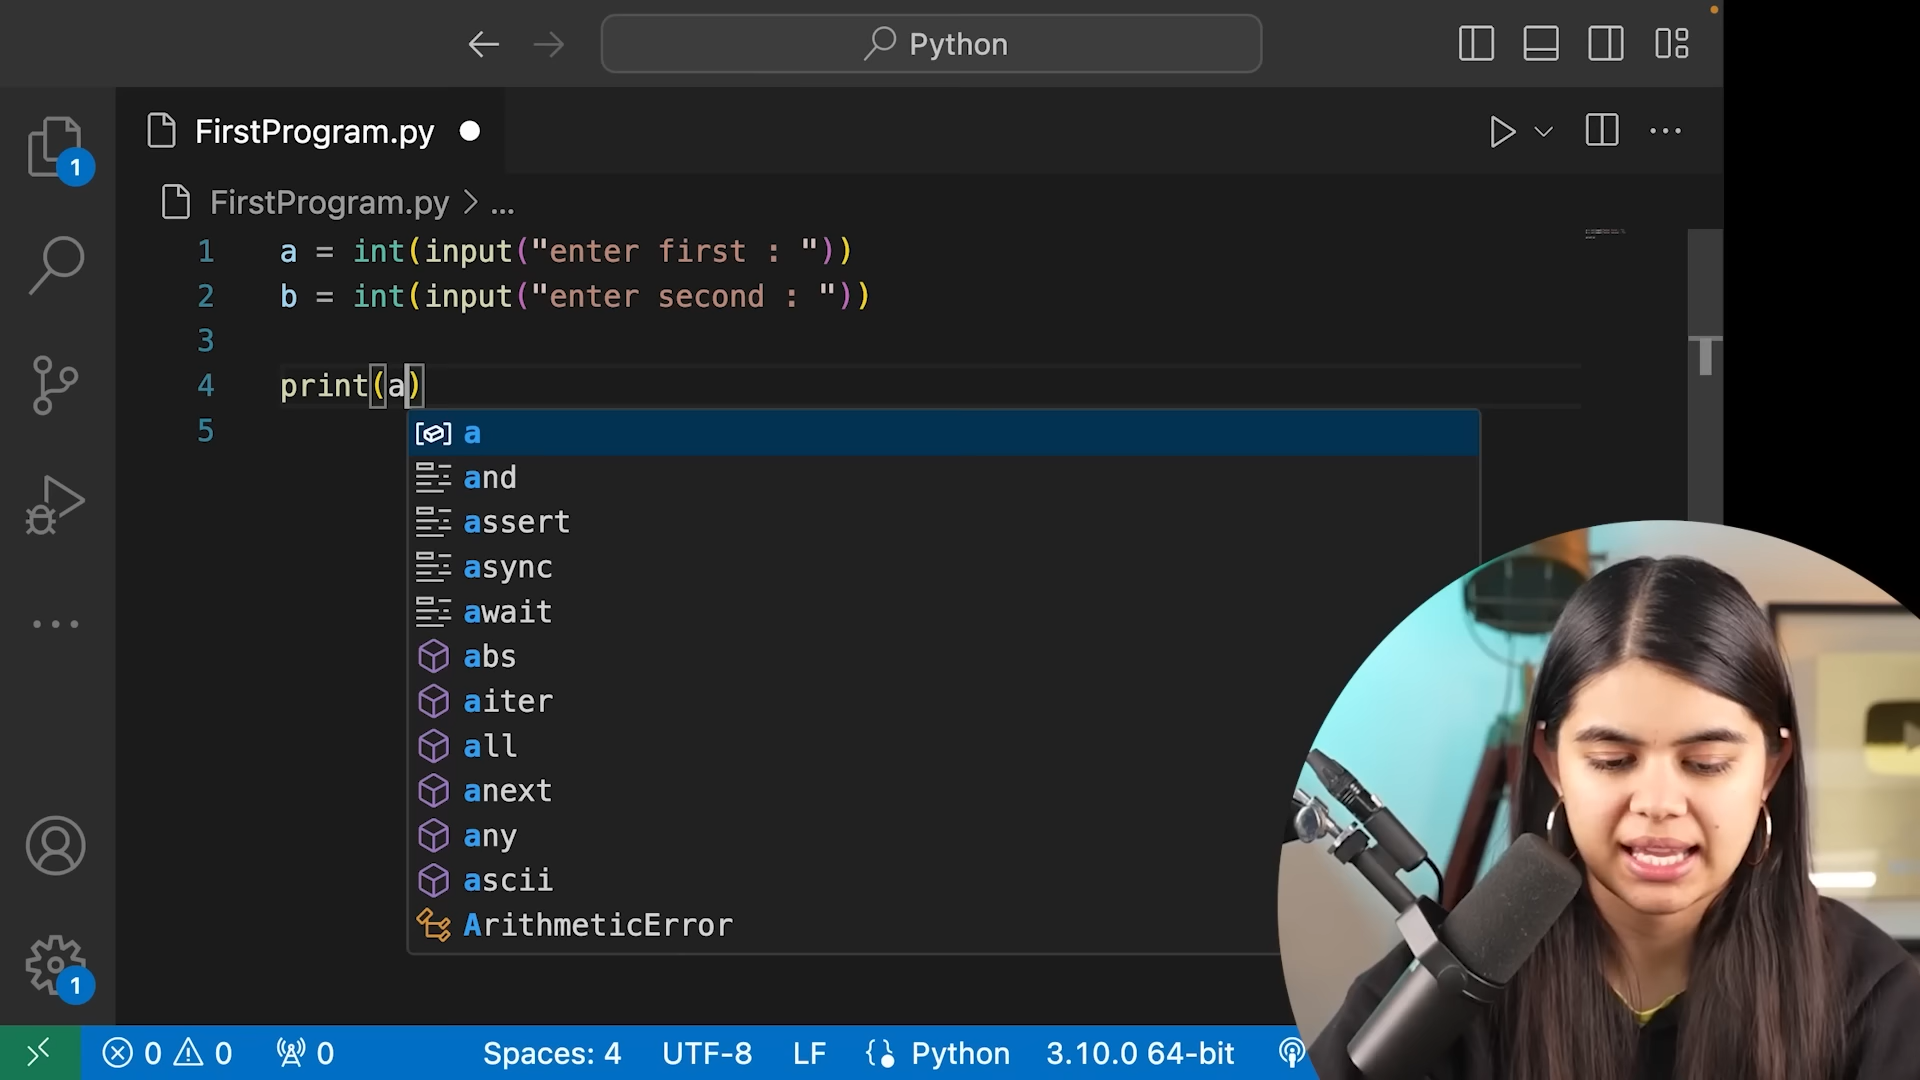 Python
FirstProgram.py
1
FirstProgram.py > ...
1 a = int(input("enter first : "))
2 b = int(input("enter second : "))
3
4 print(a)
5
a
and
assert
async
await
abs
aiter
all
anext
any
ascii
ArithmeticError
1
0 0 0 Spaces: 4 UTF-8 LF Python 3.10.0 64-bit